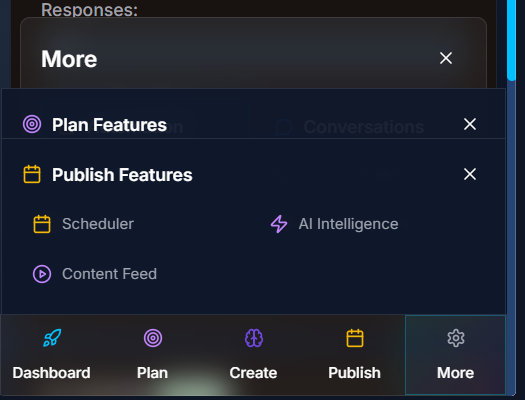 Responses:
More
Plan Features
Conversations
Publish Features
Scheduler AI Intelligence
Content Feed
Dashboard Plan Create Publish More